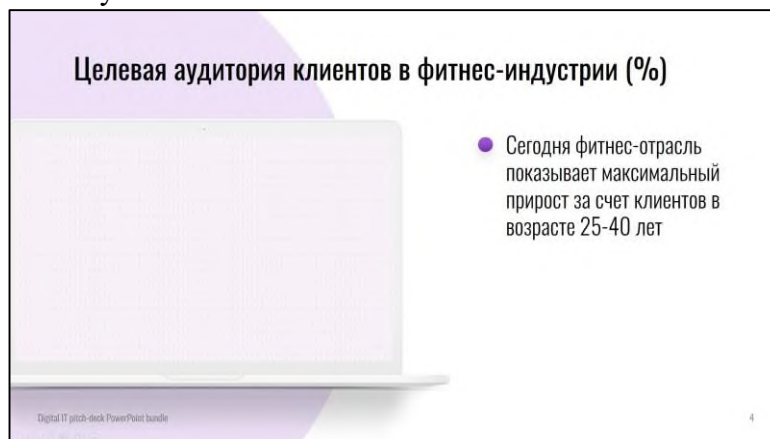 Целевая аудитория клиентов в фитнес-индустрии (%)
Сегодня фитнес-отрасль
показывает максимальный
прирост за счет клиентов в
возрасте 25-40 лет
Digital IT pitch-deck PowerPoint bundle
4